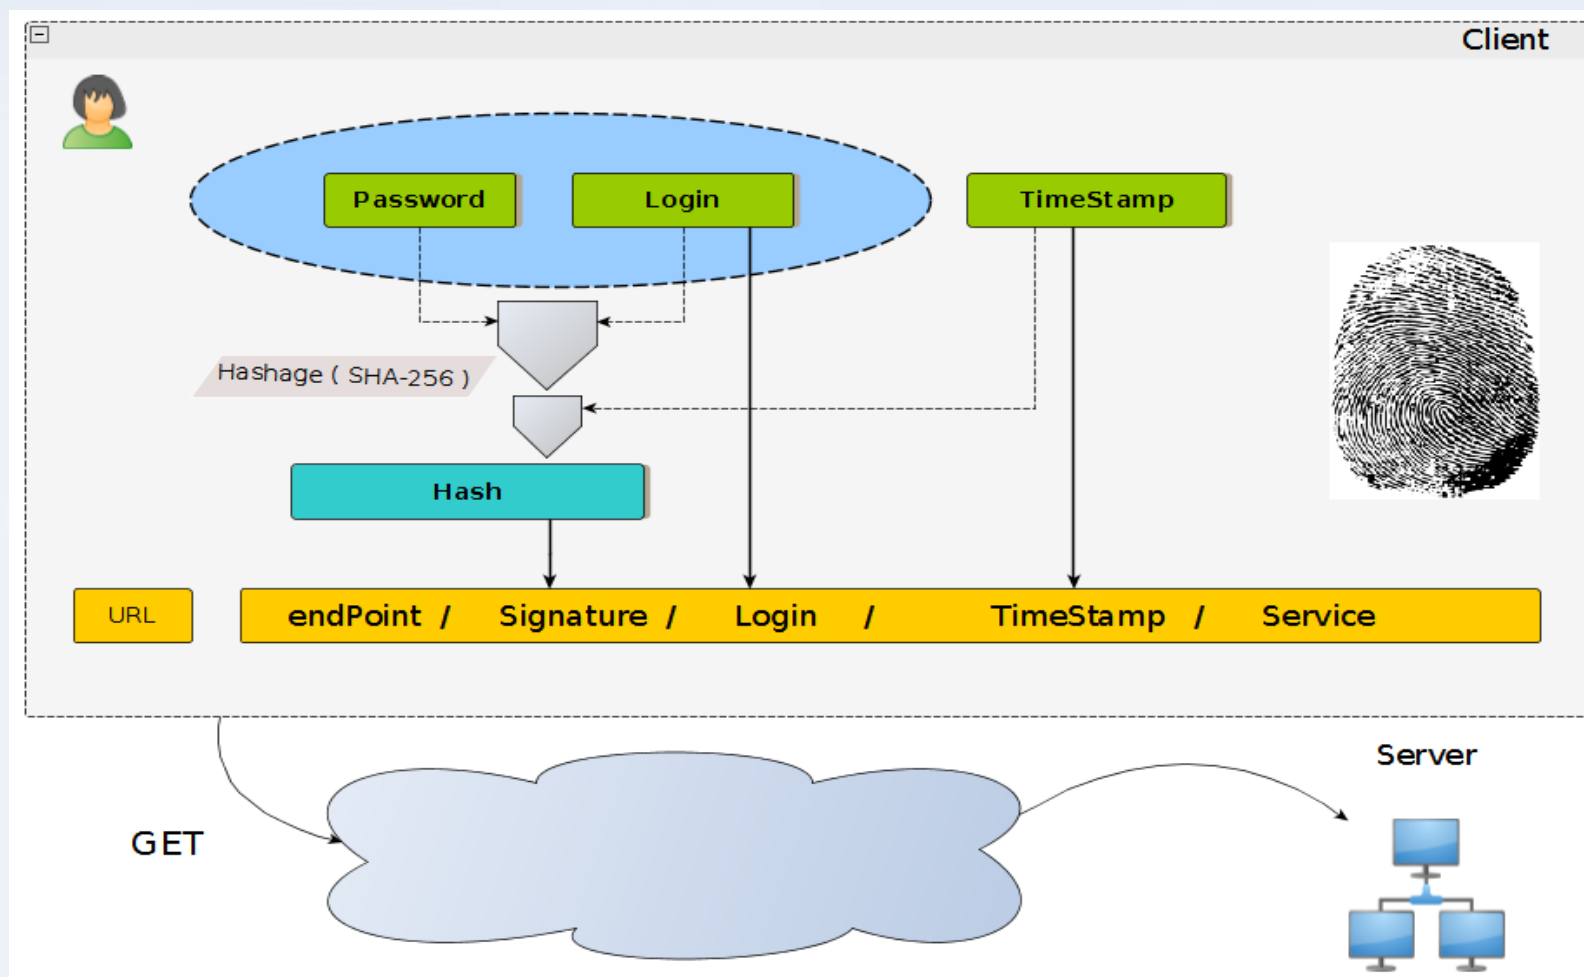 Client
Password
Login
TimeStamp
Hashage ( SHA-256 )
Hash
URL
endPoint / Signature / Login / TimeStamp / Service
Server
GET